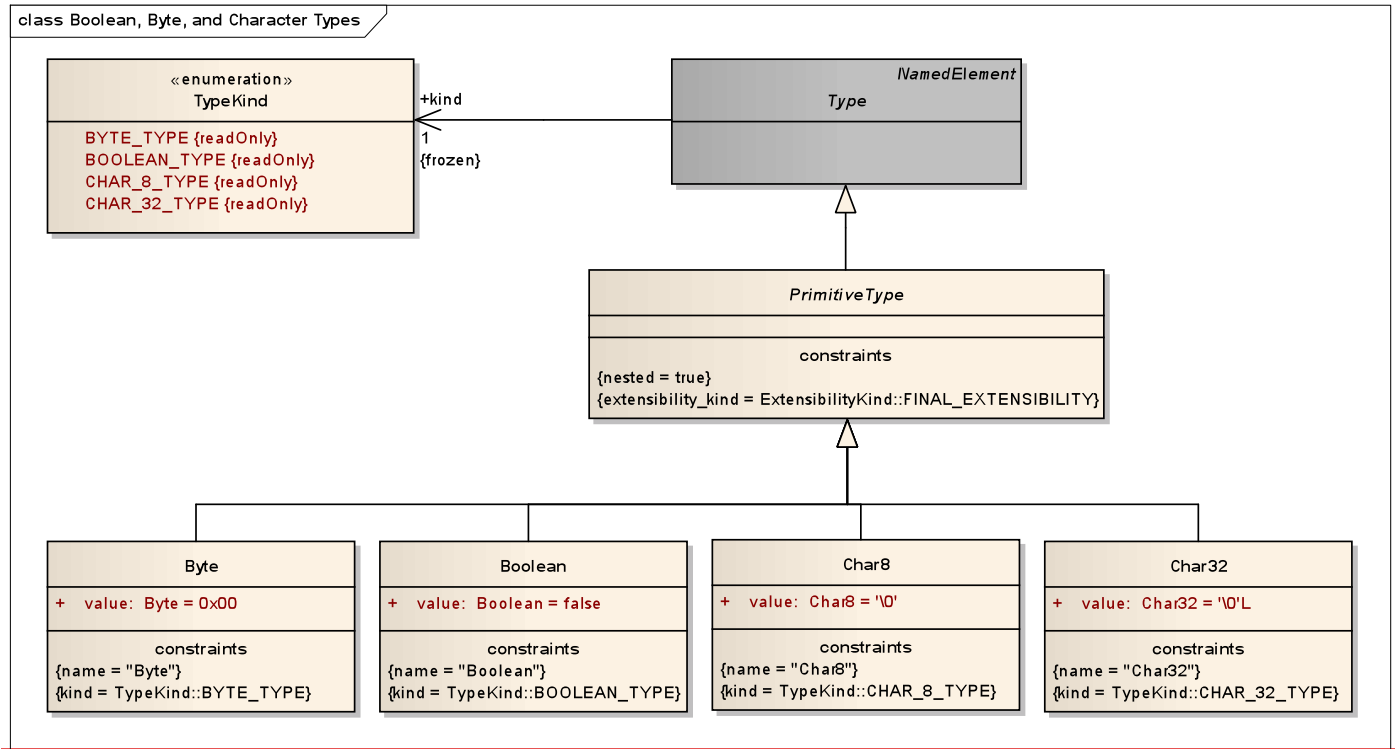 class Boolean, Byte, and Character Types
«enumeration»
TypeKind
BYTE_TYPE {readOnly}
BOOLEAN_TYPE {readOnly}
CHAR_8_TYPE {readOnly}
CHAR_32_TYPE {readOnly}
+kind
1
{frozen}
NamedElement
Type
PrimitiveType
constraints
{nested = true}
{extensibility_kind = ExtensibilityKind::FINAL_EXTENSIBILITY}
Byte
+ value: Byte = 0x00
constraints
{name = "Byte"}
{kind = TypeKind::BYTE_TYPE}
Boolean
+ value: Boolean = false
constraints
{name = "Boolean"}
{kind = TypeKind::BOOLEAN_TYPE}
Char8
+ value: Char8 = '\0'
constraints
{name = "Char8"}
{kind = TypeKind::CHAR_8_TYPE}
Char32
+ value: Char32 = '\0'L
constraints
{name = "Char32"}
{kind = TypeKind::CHAR_32_TYPE}